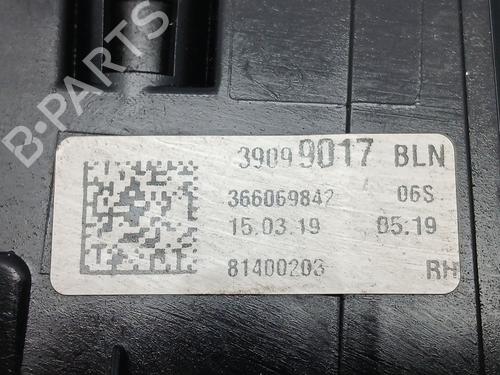 B-PARTS
39099017 BLN
366069842 06S
15.03.19 05:19
81400203 RH